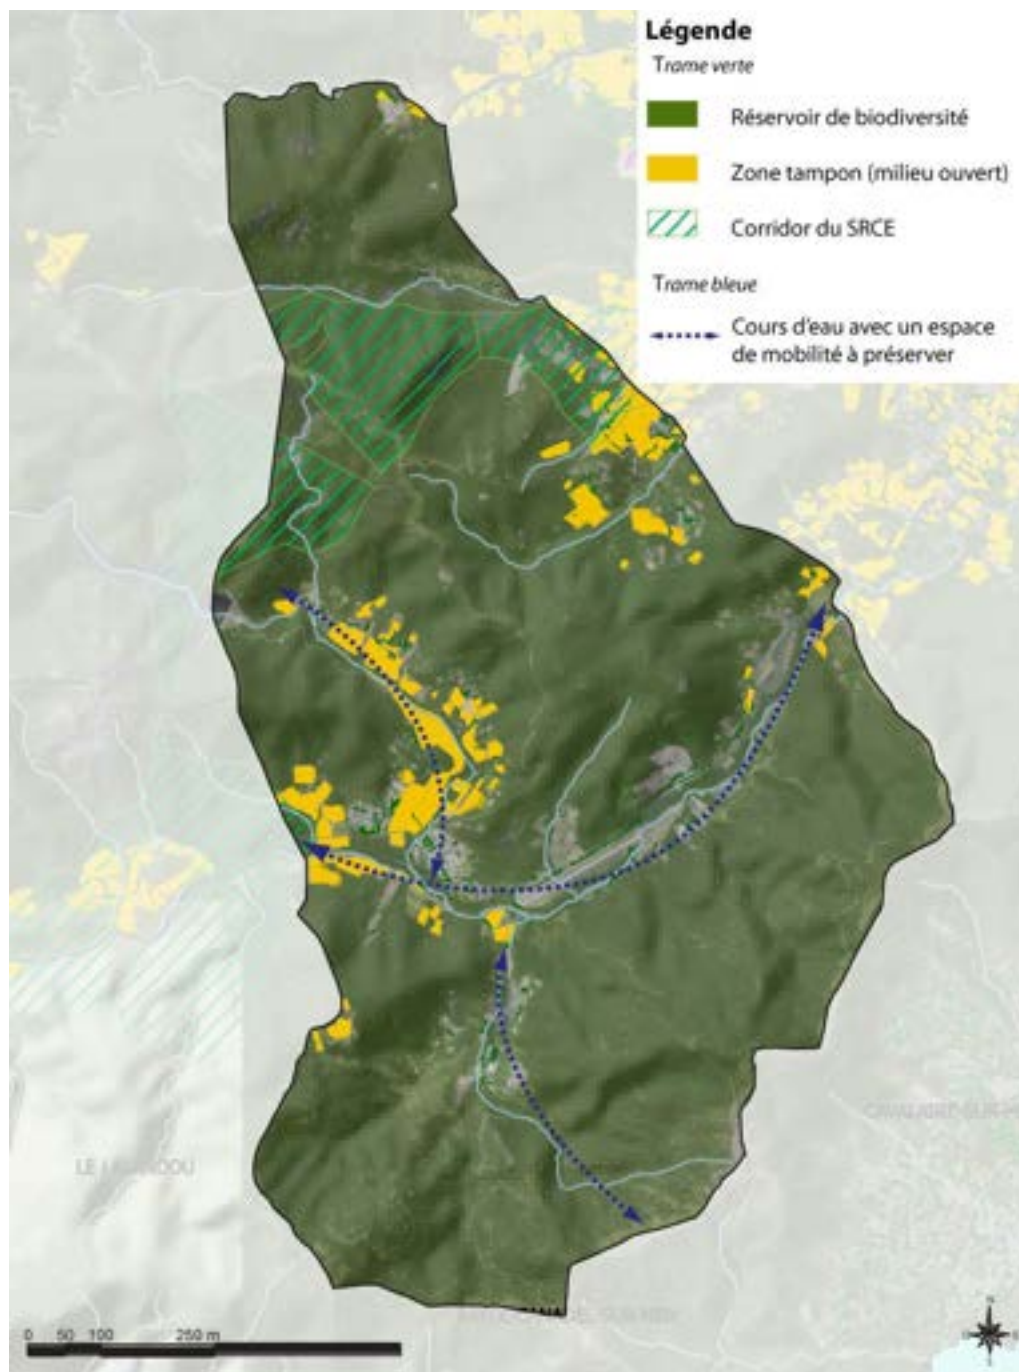 Légende
Trame verte
Réservoir de biodiversité
Zone tampon (milieu ouvert)
Corridor du SRCE
Trame bleue
Cours d'eau avec un espace
de mobilité à préserver
LE LAVANDOU
0 50 100 250 m
N